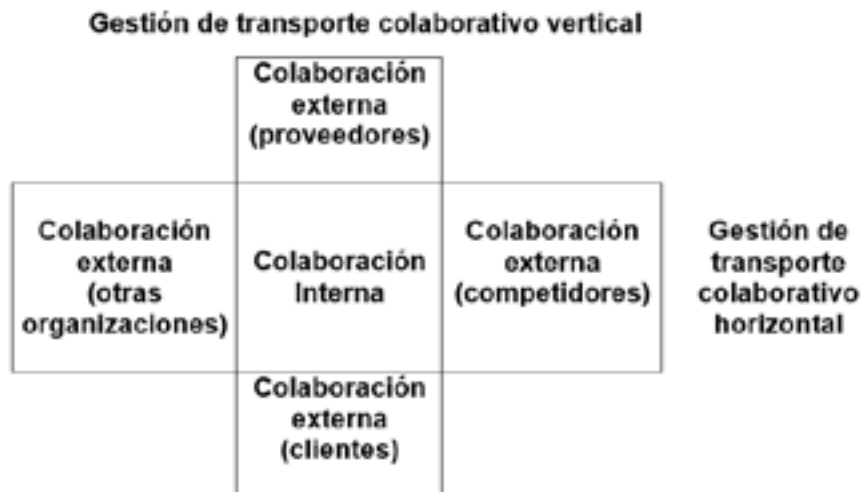 Gestión de transporte colaborativo vertical
Colaboración
externa
(proveedores)
Colaboración
externa
(otras
organizaciones)
Colaboración
Interna
Colaboración
externa
(competidores)
Gestión de
transporte
colaborativo
horizontal
Colaboración
externa
(clientes)